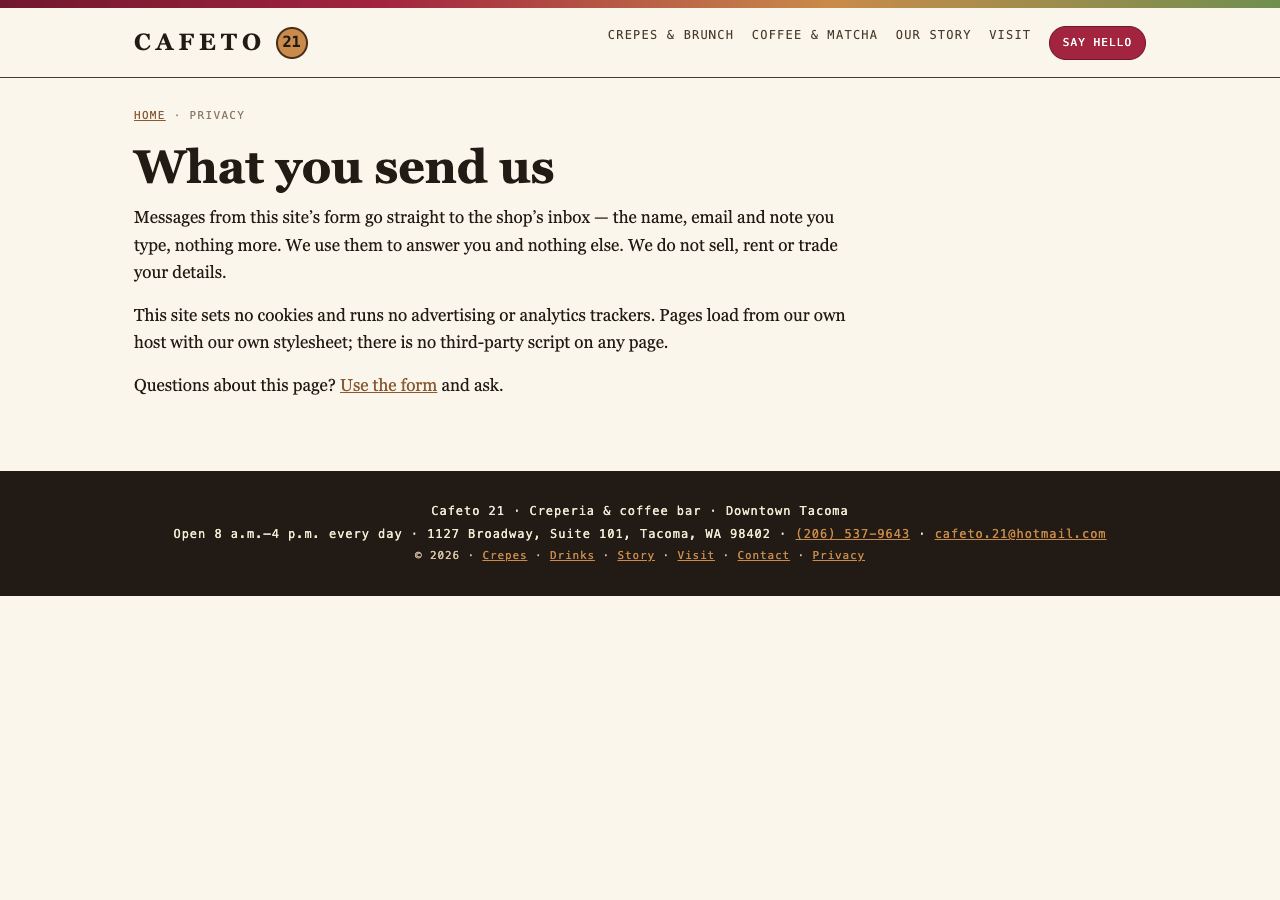 CAFETO 21
CREPES & BRUNCH COFFEE & MATCHA OUR STORY VISIT SAY HELLO
HOME · PRIVACY
What you send us
Messages from this site’s form go straight to the shop’s inbox — the name, email and note you
type, nothing more. We use them to answer you and nothing else. We do not sell, rent or trade
your details.
This site sets no cookies and runs no advertising or analytics trackers. Pages load from our own
host with our own stylesheet; there is no third-party script on any page.
Questions about this page? Use the form and ask.
Cafeto 21 · Creperia & coffee bar · Downtown Tacoma
Open 8 a.m.–4 p.m. every day · 1127 Broadway, Suite 101, Tacoma, WA 98402 · (206) 537-9643 · cafeto.21@hotmail.com
© 2026 · Crepes · Drinks · Story · Visit · Contact · Privacy